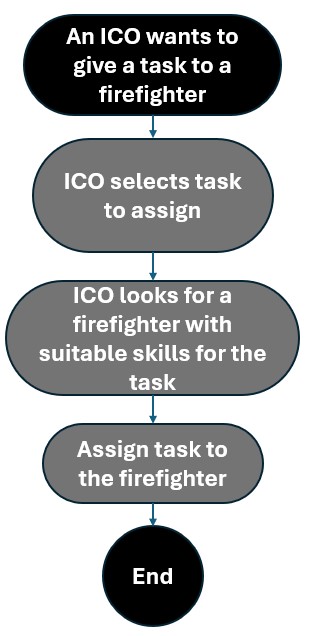 An ICO wants to
give a task to a
firefighter
ICO selects task
to assign
ICO looks for a
firefighter with
suitable skills for the
task
Assign task to
the firefighter
End